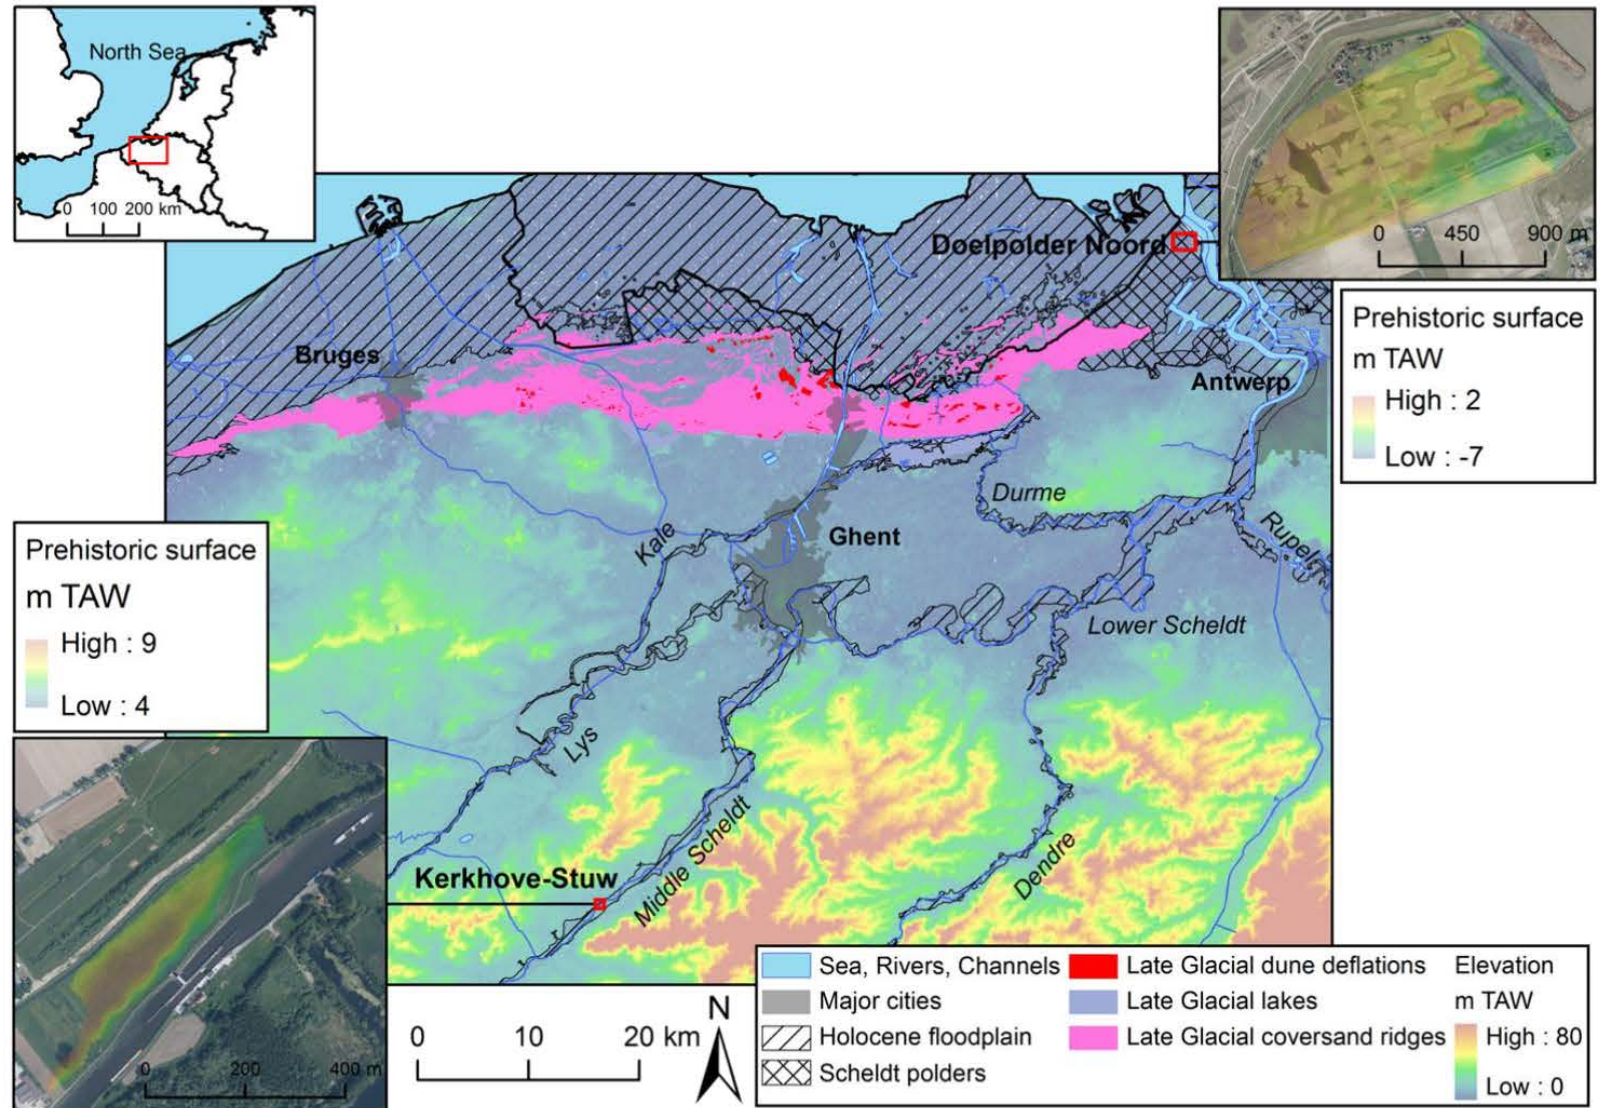 North Sea
0 100 200 km
0 450 900 m
Doelpolder Noord
Prehistoric surface
m TAW
High : 2
Low : -7
Bruges
Antwerp
Durme
Prehistoric surface
m TAW
High : 9
Low : 4
Kale
Ghent
Rupel
Lower Scheldt
Lys
Middle Scheldt
Dendre
Kerkhove-Stuw
0 200 400 m
0 10 20 km
N
Sea, Rivers, Channels
Major cities
Holocene floodplain
Scheldt polders
Late Glacial dune deflations
Late Glacial lakes
Late Glacial coversand ridges
Elevation
m TAW
High : 80
Low : 0